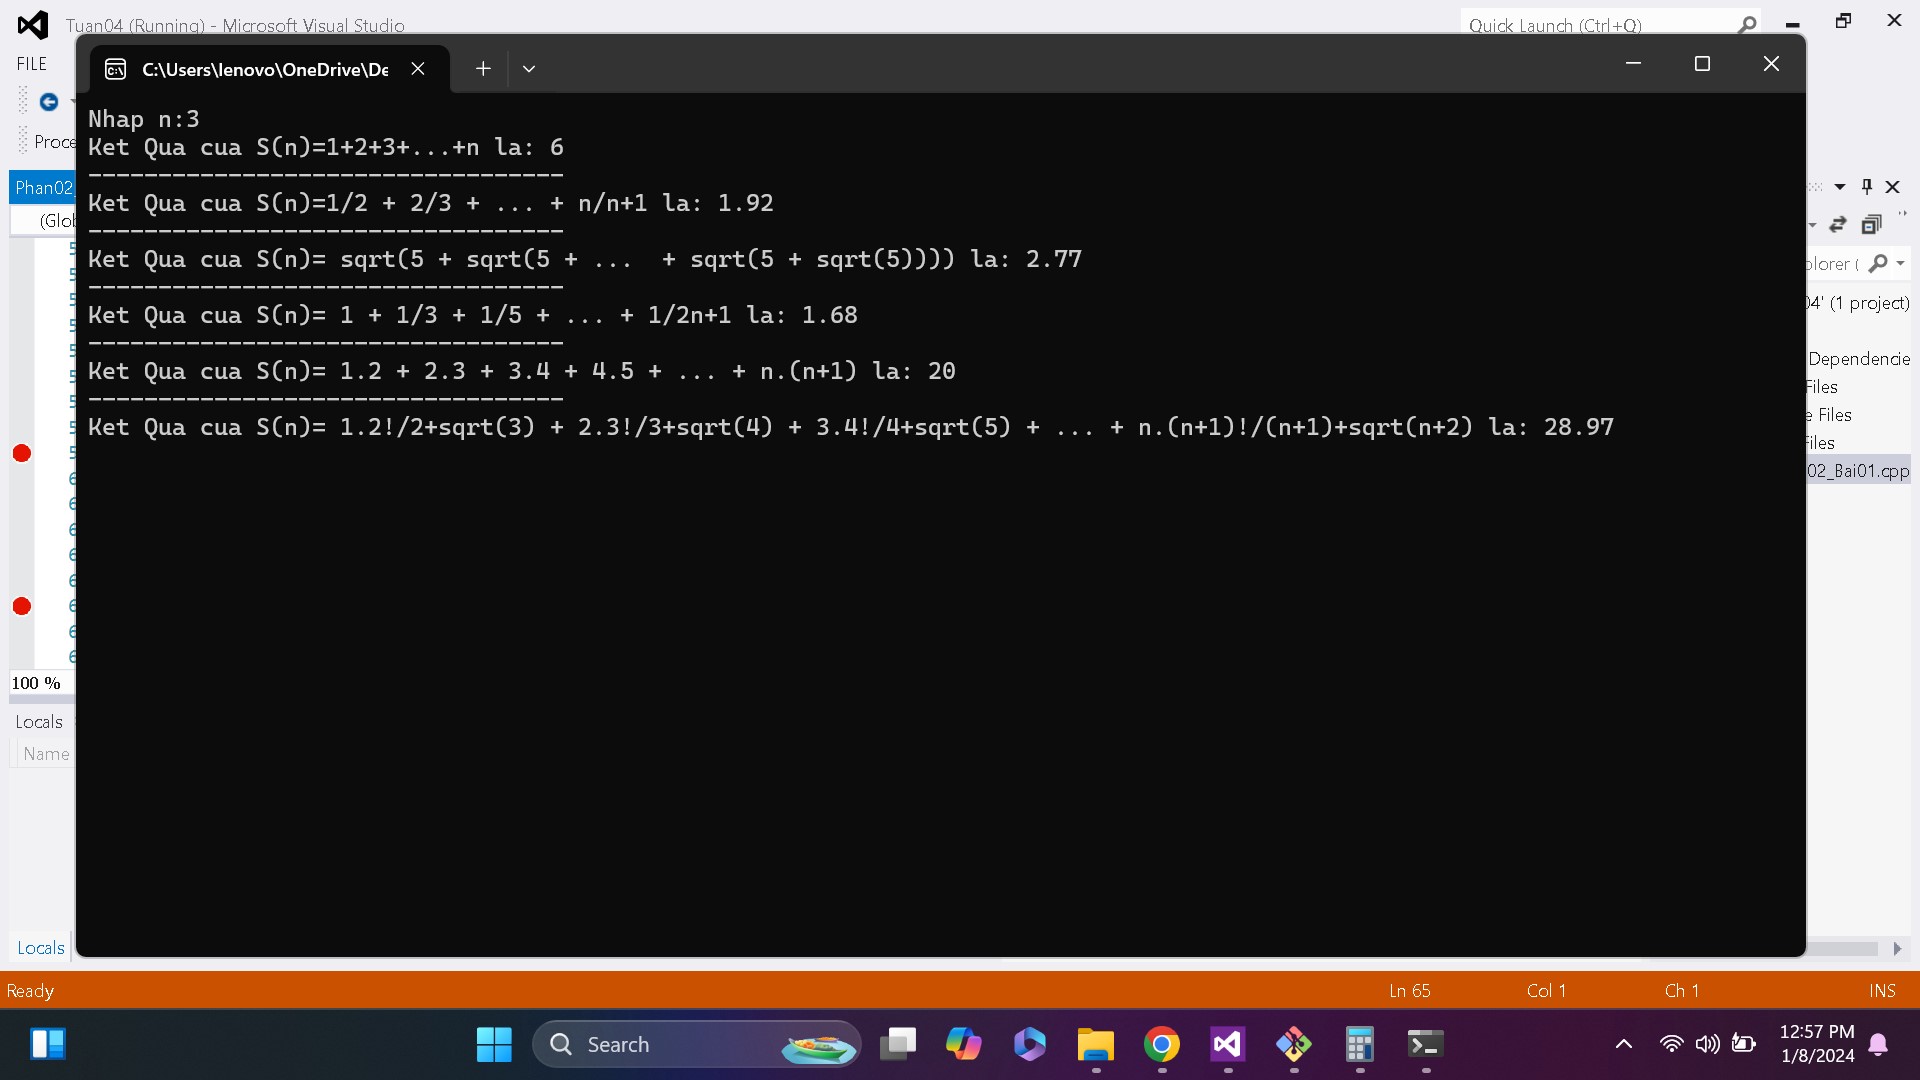 Tuan04 (Running) - Microsoft Visual Studio
Quick Launch (Ctrl+Q)
FILE
C:\Users\lenovo\OneDrive\De
Nhap n:3
Ket Qua cua S(n)=1+2+3+...+n la: 6
----------------------------------
Ket Qua cua S(n)=1/2 + 2/3 + ... + n/n+1 la: 1.92
----------------------------------
Ket Qua cua S(n)= sqrt(5 + sqrt(5 + ...  + sqrt(5 + sqrt(5)))) la: 2.77
----------------------------------
Ket Qua cua S(n)= 1 + 1/3 + 1/5 + ... + 1/2n+1 la: 1.68
----------------------------------
Ket Qua cua S(n)= 1.2 + 2.3 + 3.4 + 4.5 + ... + n.(n+1) la: 20
----------------------------------
Ket Qua cua S(n)= 1.2!/2+sqrt(3) + 2.3!/3+sqrt(4) + 3.4!/4+sqrt(5) + ... + n.(n+1)!/(n+1)+sqrt(n+2) la: 28.97
Proce
Phan02_
(Glob
plorer (
04' (1 project)
Dependencie
Files
e Files
Files
02_Bai01.cpp
100 %
Locals
Name
Locals
Ready
Ln 65
Col 1
Ch 1
INS
Search
12:57 PM
1/8/2024